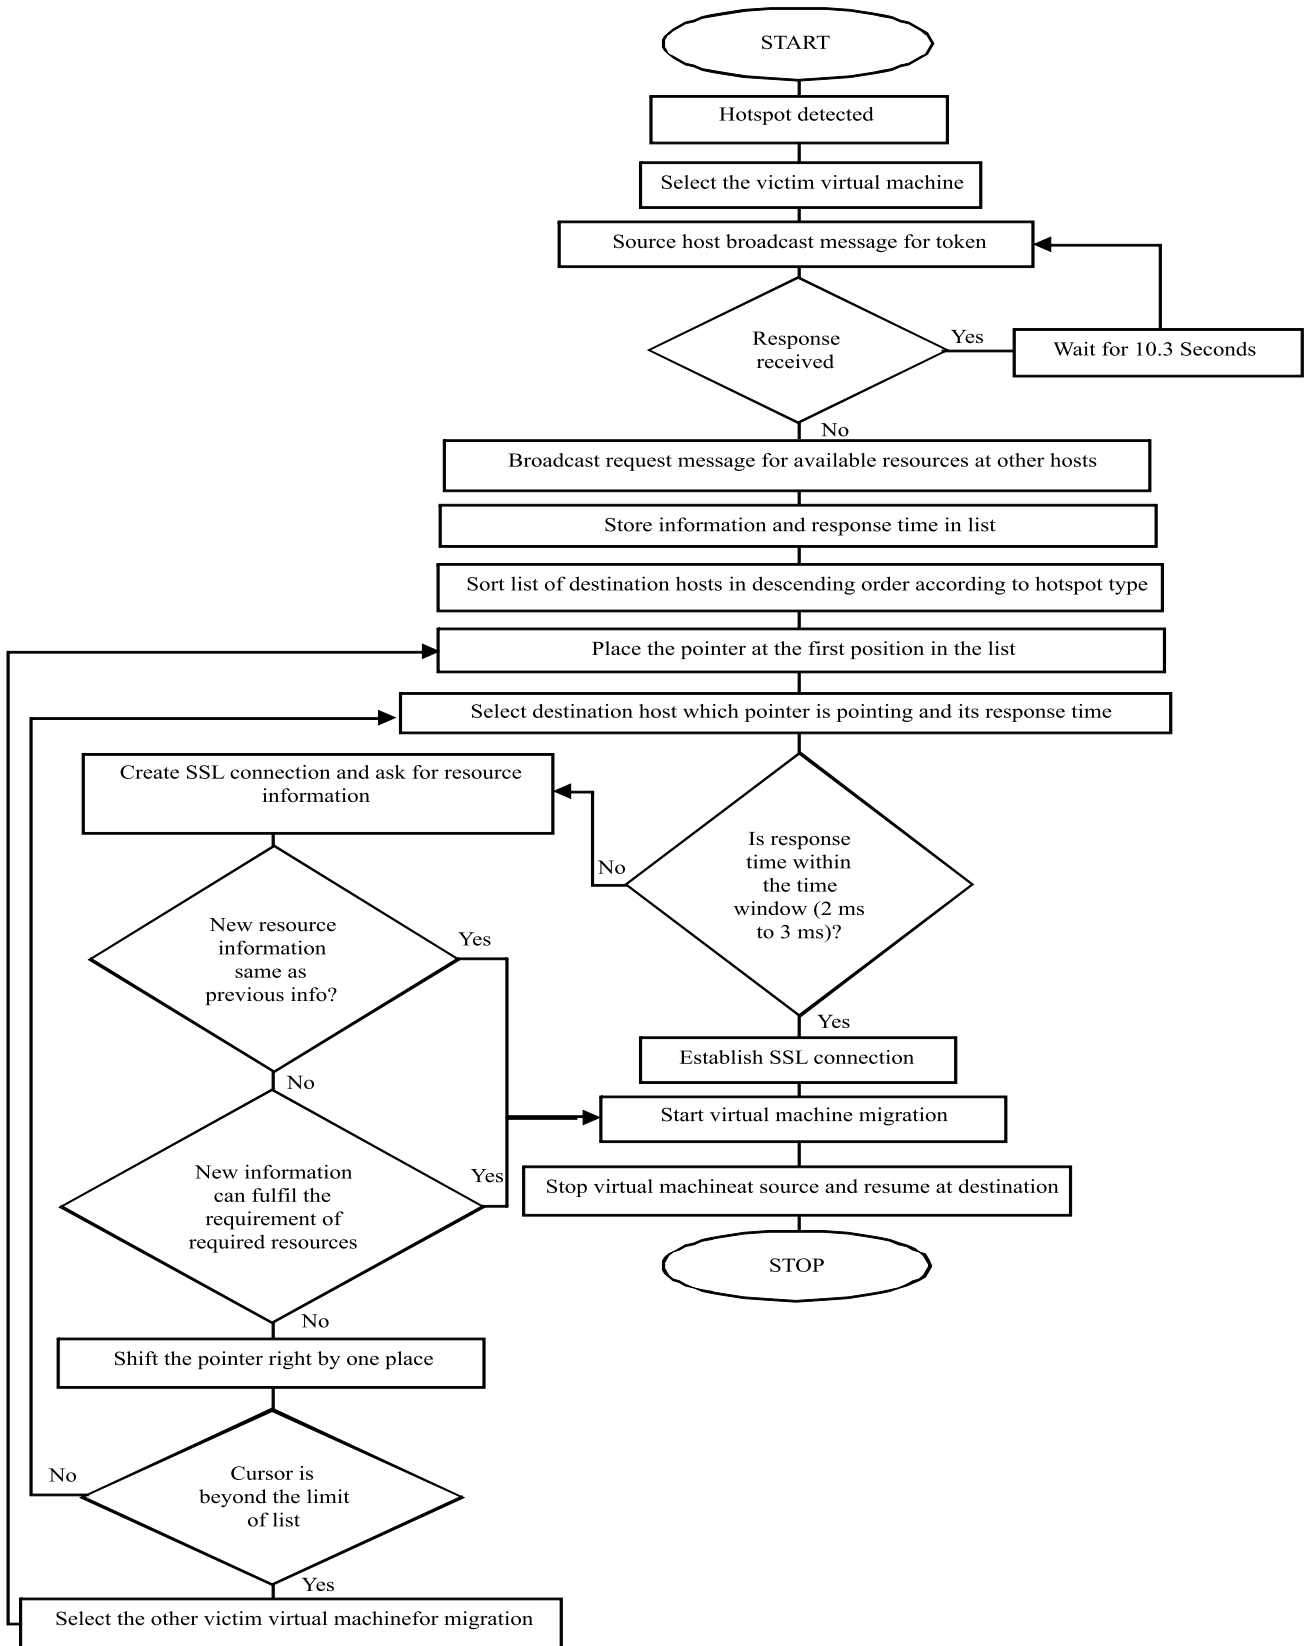 START
Hotspot detected
Select the victim virtual machine
Source host broadcast message for token
Response
received
Yes
Wait for 10.3 Seconds
No
Broadcast request message for available resources at other hosts
Store information and response time in list
Sort list of destination hosts in descending order according to hotspot type
Place the pointer at the first position in the list
Select destination host which pointer is pointing and its response time
Create SSL connection and ask for resource
information
Is response
time within
the time
window (2 ms
to 3 ms)?
No
New resource
information
same as
previous info?
Yes
Yes
Establish SSL connection
No
Start virtual machine migration
New information
can fulfil the
requirement of
required resources
Yes
Stop virtual machineat source and resume at destination
STOP
No
Shift the pointer right by one place
Cursor is
beyond the limit
of list
No
Yes
Select the other victim virtual machinefor migration